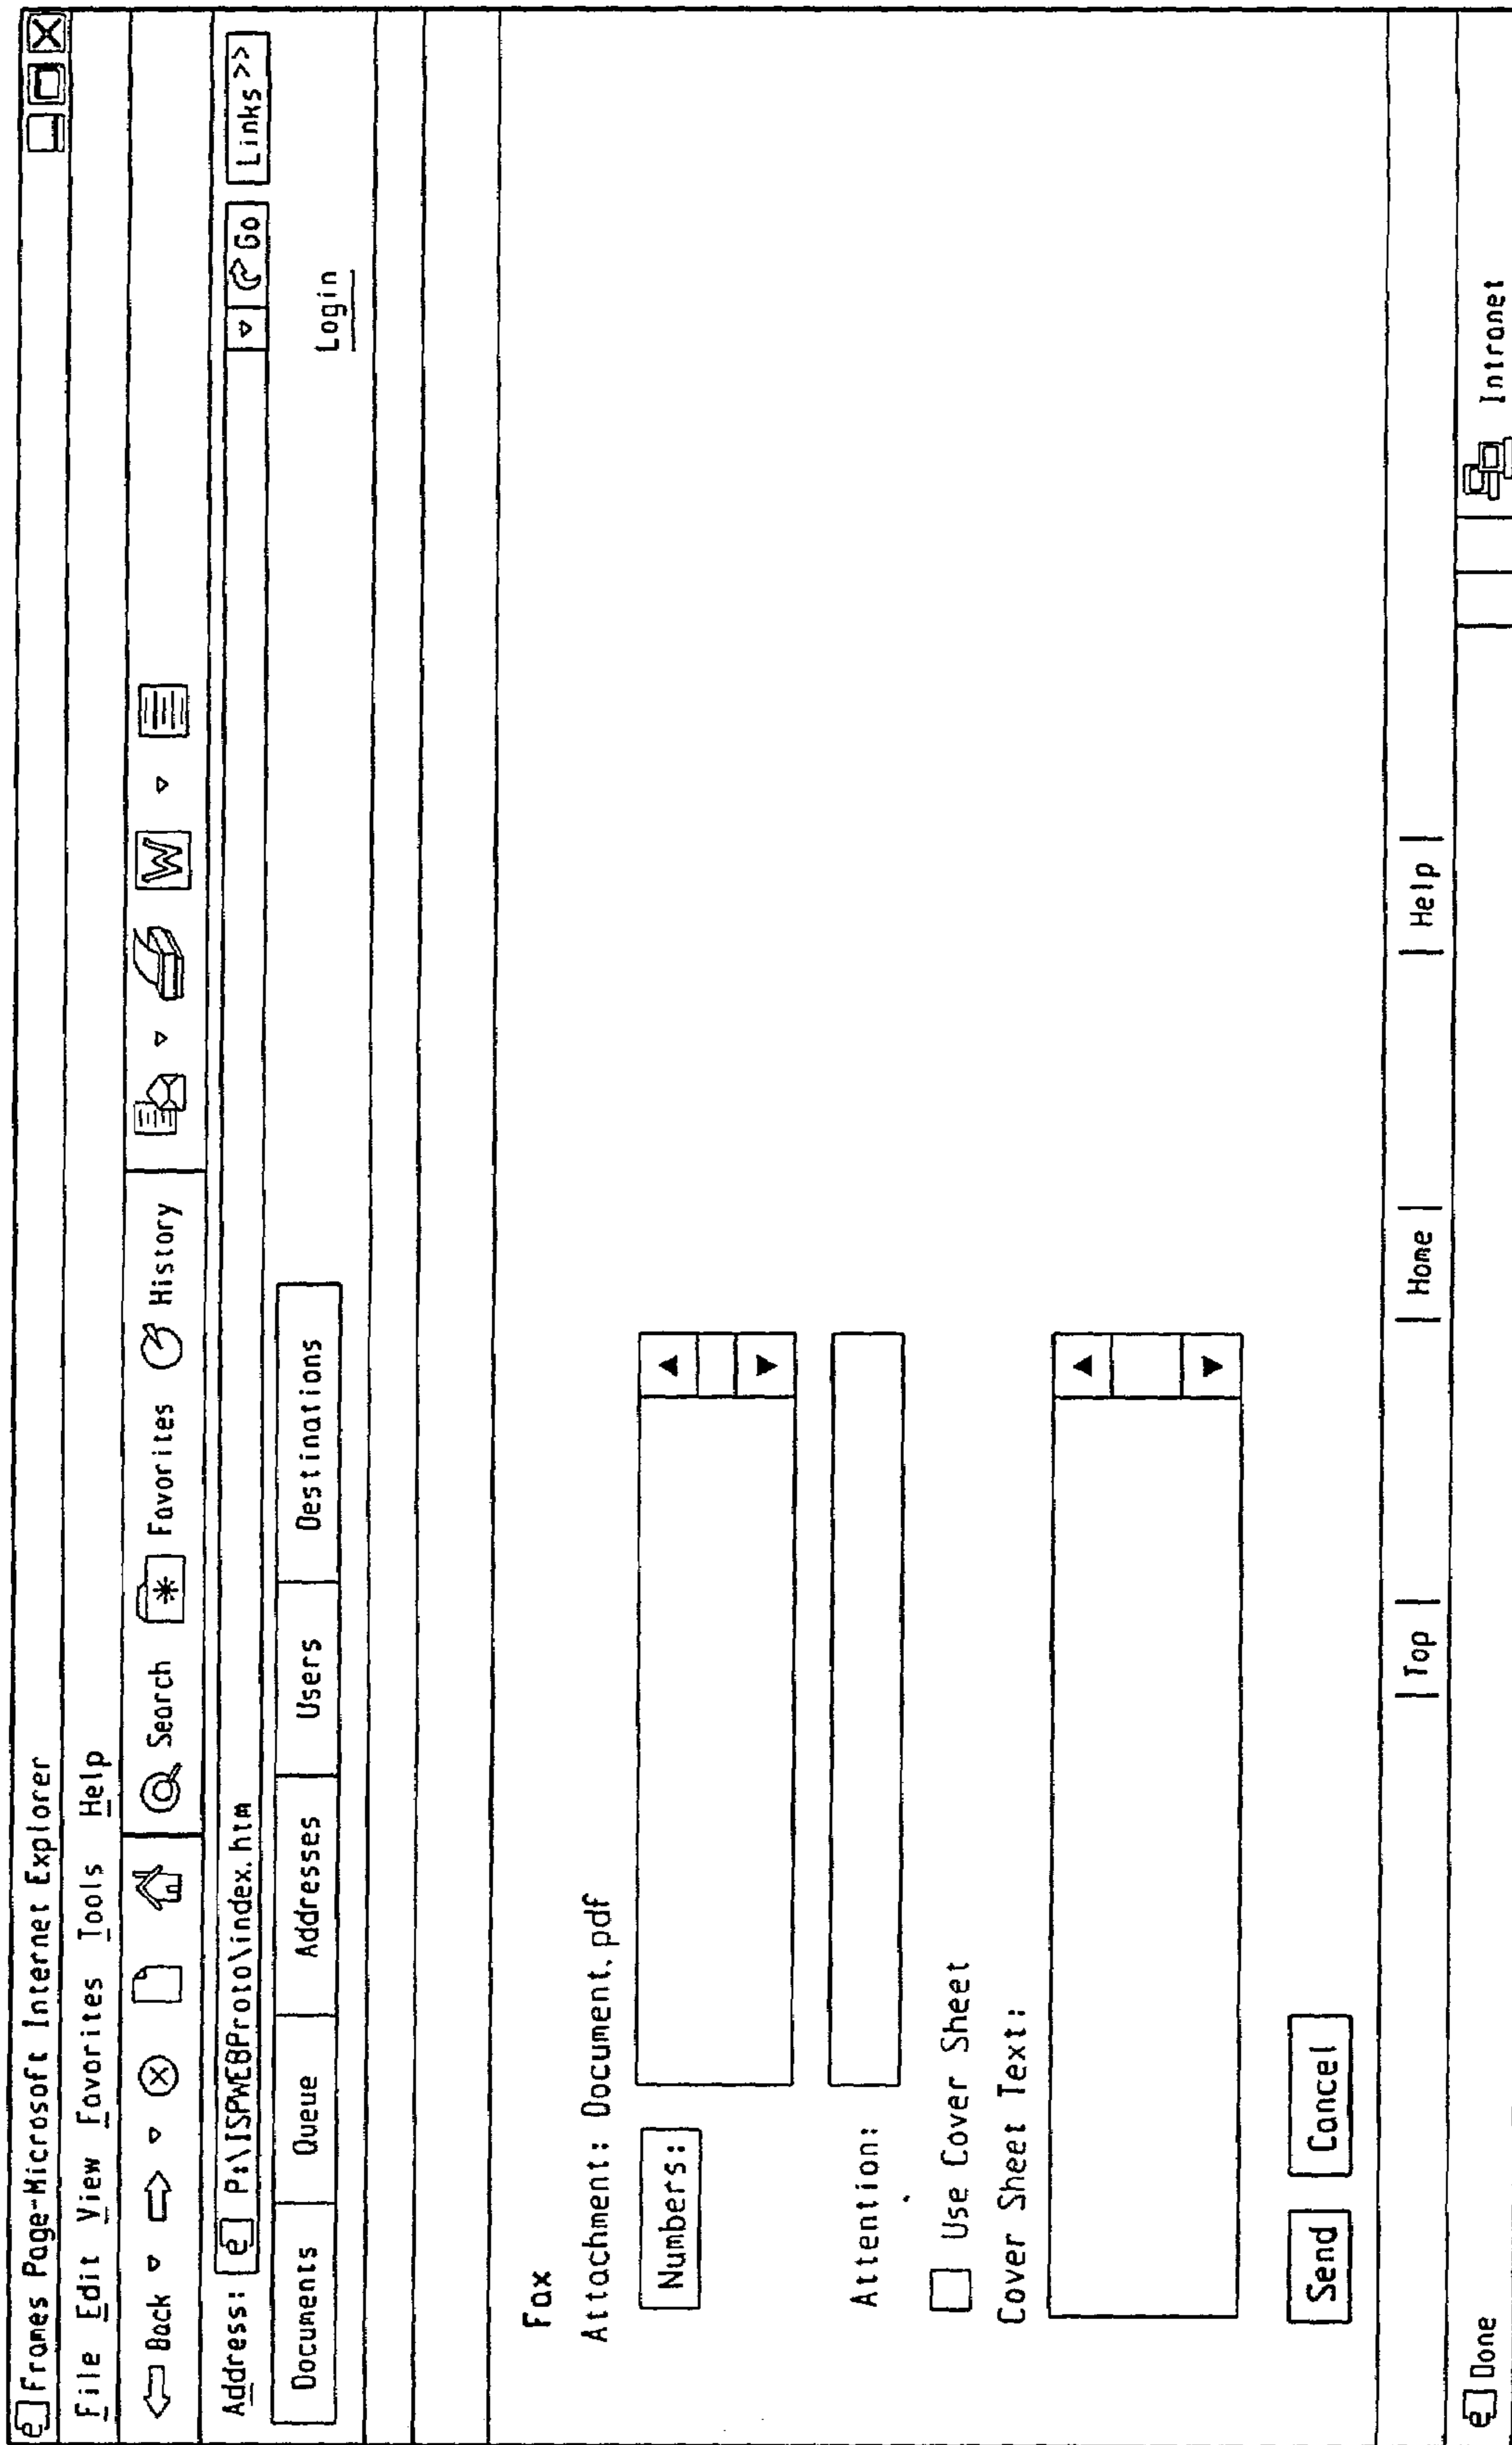 Frames Page-Microsoft Internet Explorer
File Edit View Favorites Tools Help
Back Search Favorites History W
Address: e P:\ISPWEBProto\index.htm Go Links >>
Documents Queue Addresses Users Destinations Login
Fax
Attachment: Document.pdf
Numbers:
Attention:
Use Cover Sheet
Cover Sheet Text:
Send Cancel
| Top | | Home | | Help |
e Done Intranet